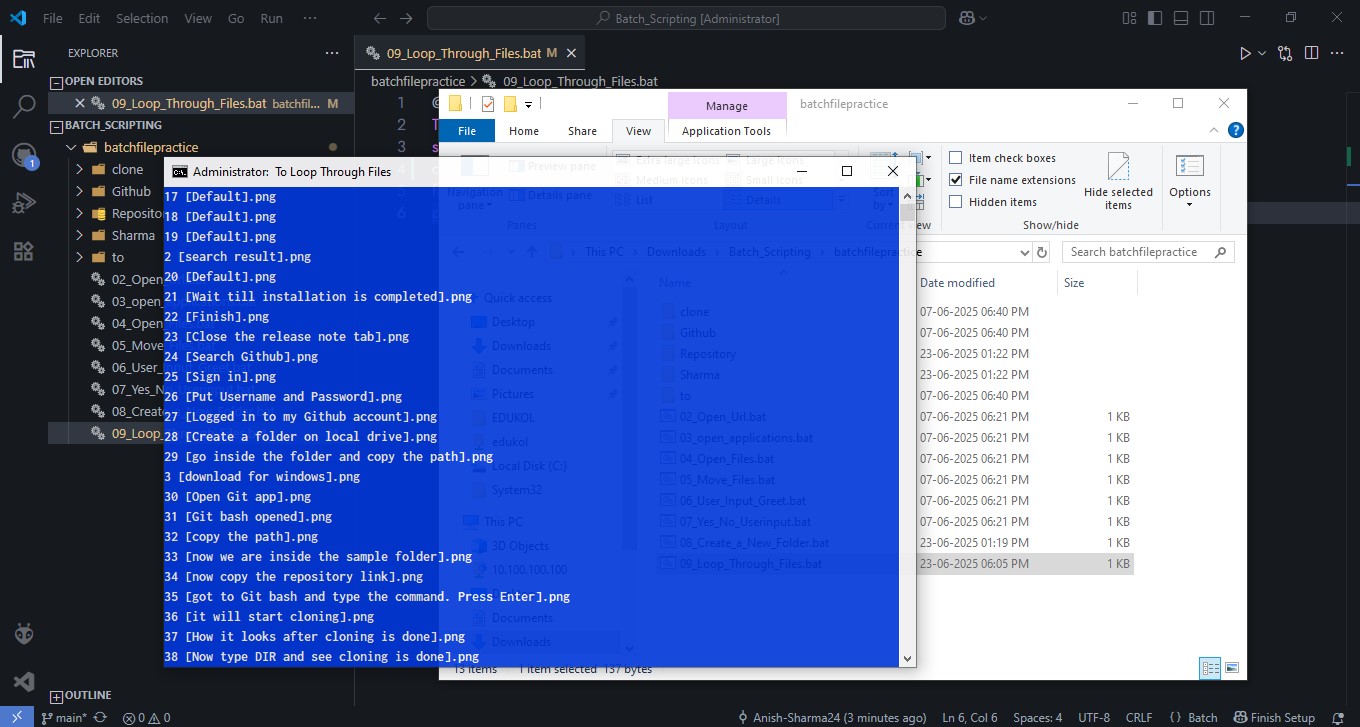 File Edit Selection View Go Run ··· Batch_Scripting [Administrator]
EXPLORER ···
OPEN EDITORS
09_Loop_Through_Files.bat batchfil... M
BATCH_SCRIPTING
batchfilepractice
clone
Github
Reposito
Sharma
to
02_Open_
03_open_
04_Open
05_Move
06_User_
07_Yes_No
08_Create
09_Loop_
OUTLINE
09_Loop_Through_Files.bat M
batchfilepractice > 09_Loop_Through_Files.bat
1 @
2 T
3 s
6
Manage batchfilepractice
File Home Share View Application Tools
Preview pane
Details pane
Navigation pane
Panes
Extra large icons Large icons
Medium icons Small icons
List Details
Layout
Sort by
Current view
Item check boxes
File name extensions
Hidden items
Hide selected items
Show/hide
Options
This PC > Downloads > Batch_Scripting > batchfilepractice
Search batchfilepractice
Quick access
Desktop
Downloads
Documents
Pictures
EDUKOL
edukol
Local Disk (C:)
System32
This PC
3D Objects
10.100.100.100
Documents
Downloads
Name Date modified Size
clone 07-06-2025 06:40 PM
Github 07-06-2025 06:40 PM
Repository 23-06-2025 01:22 PM
Sharma 23-06-2025 01:22 PM
to 07-06-2025 06:40 PM
02_Open_Url.bat 07-06-2025 06:21 PM 1 KB
03_open_applications.bat 07-06-2025 06:21 PM 1 KB
04_Open_Files.bat 07-06-2025 06:21 PM 1 KB
05_Move_Files.bat 07-06-2025 06:21 PM 1 KB
06_User_Input_Greet.bat 07-06-2025 06:21 PM 1 KB
07_Yes_No_Userinput.bat 07-06-2025 06:21 PM 1 KB
08_Create_a_New_Folder.bat 23-06-2025 01:19 PM 1 KB
09_Loop_Through_Files.bat 23-06-2025 06:05 PM 1 KB
13 items 1 item selected 137 bytes
Administrator: To Loop Through Files
17 [Default].png
18 [Default].png
19 [Default].png
2 [search result].png
20 [Default].png
21 [Wait till installation is completed].png
22 [Finish].png
23 [Close the release note tab].png
24 [Search Github].png
25 [Sign in].png
26 [Put Username and Password].png
27 [Logged in to my Github account].png
28 [Create a folder on local drive].png
29 [go inside the folder and copy the path].png
3 [download for windows].png
30 [Open Git app].png
31 [Git bash opened].png
32 [copy the path].png
33 [now we are inside the sample folder].png
34 [now copy the repository link].png
35 [got to Git bash and type the command. Press Enter].png
36 [it will start cloning].png
37 [How it looks after cloning is done].png
38 [Now type DIR and see cloning is done].png
1
main* 0 0 Anish-Sharma24 (3 minutes ago) Ln 6, Col 6 Spaces: 4 UTF-8 CRLF { } Batch Finish Setup